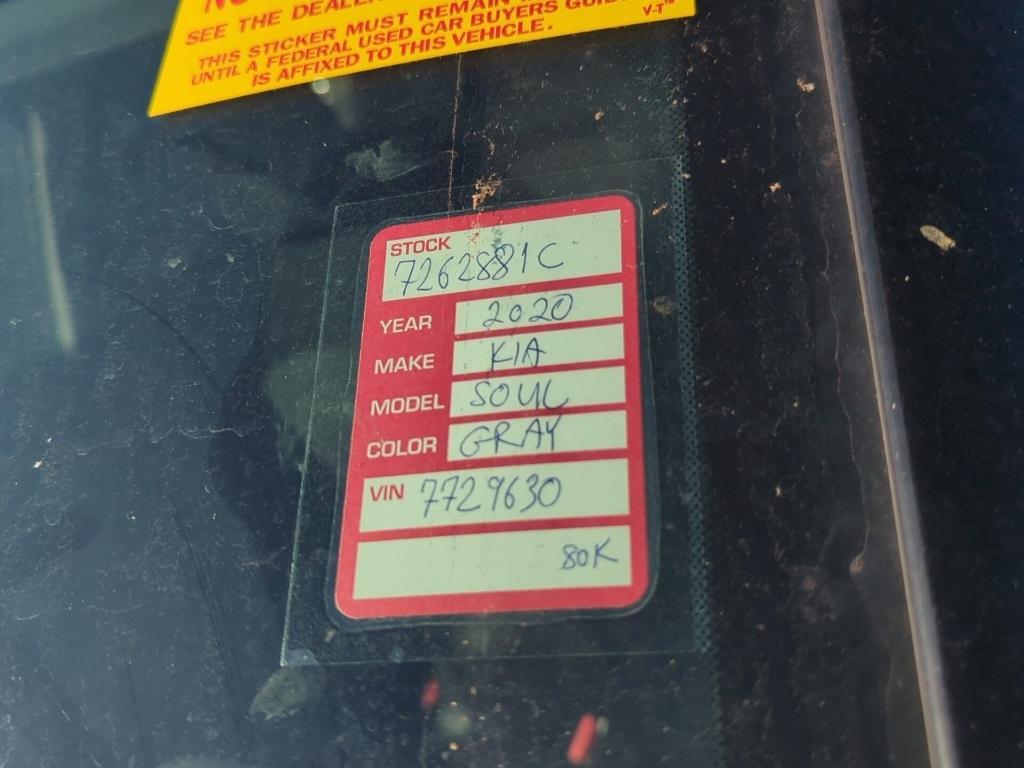 SEE THE DEALER
THIS STICKER MUST REMAIN
UNTIL A FEDERAL USED CAR BUYERS GUIDE
IS AFFIXED TO THIS VEHICLE.
V-T™
STOCK
7262881C
YEAR 2020
MAKE KIA
MODEL SOUL
COLOR GRAY
VIN 7729630
80K